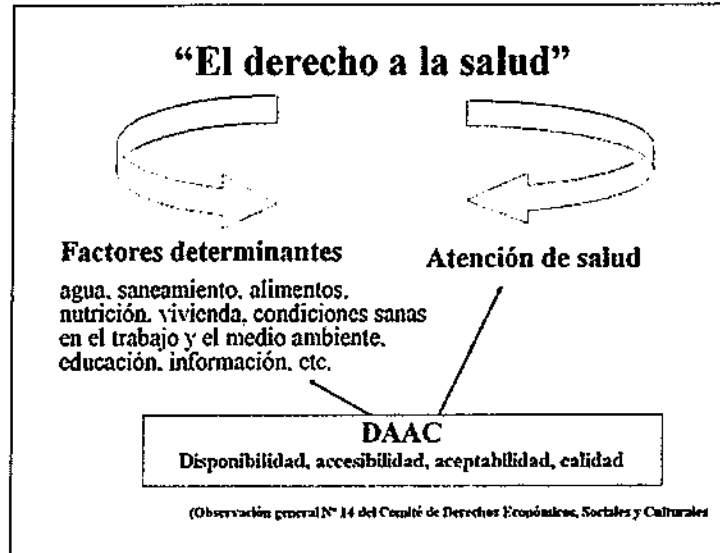 “El derecho a la salud”
Factores determinantes
agua, saneamiento, alimentos,
nutrición, vivienda, condiciones sanas
en el trabajo y el medio ambiente,
educación, información, etc.
Atención de salud
DAAC
Disponibilidad, accesibilidad, aceptabilidad, calidad
(Observación general Nº 14 del Comité de Derechos Económicos, Sociales y Culturales